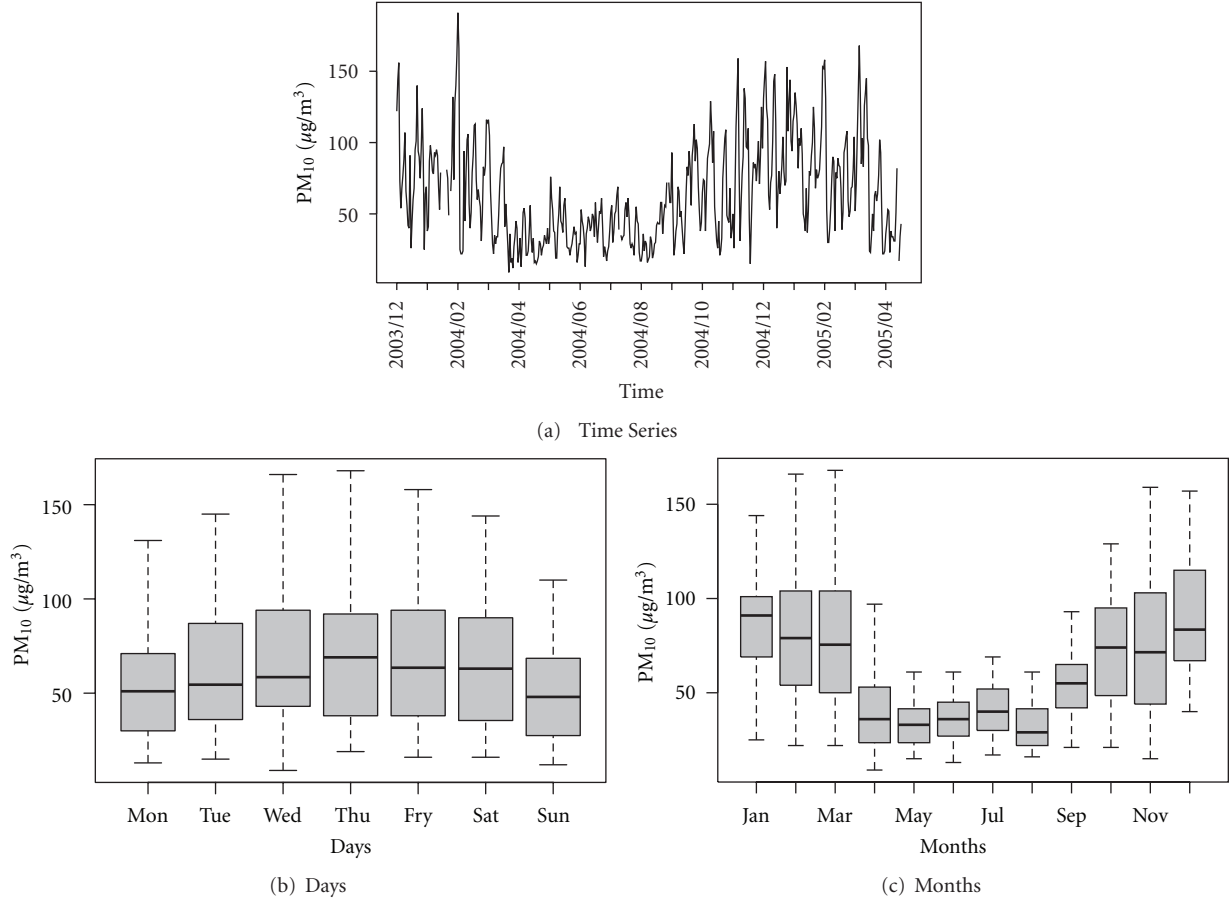 PM10 (μg/m3)
150
100
50
2003/12
2004/02
2004/04
2004/06
2004/08
2004/10
2004/12
2005/02
2005/04
Time
(a) Time Series
PM10 (μg/m3)
150
100
50
Mon Tue Wed Thu Fry Sat Sun
Days
(b) Days
PM10 (μg/m3)
150
100
50
Jan Mar May Jul Sep Nov
Months
(c) Months